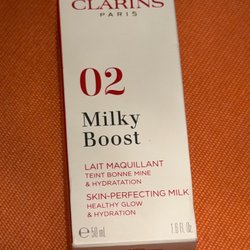 CLARINS
PARIS
02
Milky
Boost
LAIT MAQUILLANT
TEINT BONNE MINE
& HYDRATATION
SKIN-PERFECTING MILK
HEALTHY GLOW
& HYDRATION
℮ 50 ml 1.6 Fl. Oz.